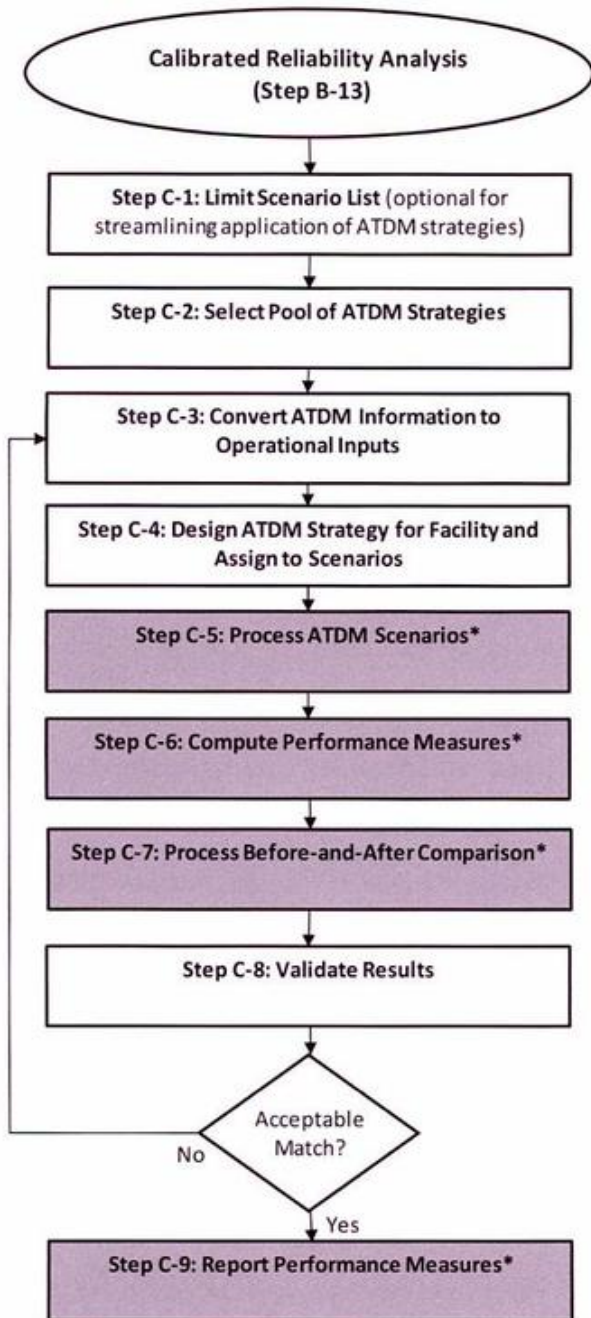 Calibrated Reliability Analysis
(Step B-13)
Step C-1: Limit Scenario List (optional for
streamlining application of ATDM strategies)
Step C-2: Select Pool of ATDM Strategies
Step C-3: Convert ATDM Information to
Operational Inputs
Step C-4: Design ATDM Strategy for Facility and
Assign to Scenarios
Step C-5: Process ATDM Scenarios*
Step C-6: Compute Performance Measures*
Step C-7: Process Before-and-After Comparison*
Step C-8: Validate Results
Acceptable
Match?
No
Yes
Step C-9: Report Performance Measures*